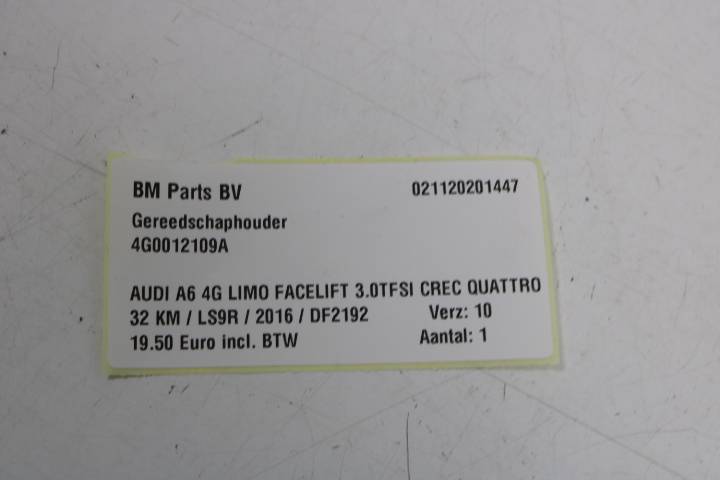 BM Parts BV 021120201447
Gereedschaphouder
4G0012109A
AUDI A6 4G LIMO FACELIFT 3.0TFSI CREC QUATTRO
32 KM / LS9R / 2016 / DF2192 Verz: 10
19.50 Euro incl. BTW Aantal: 1